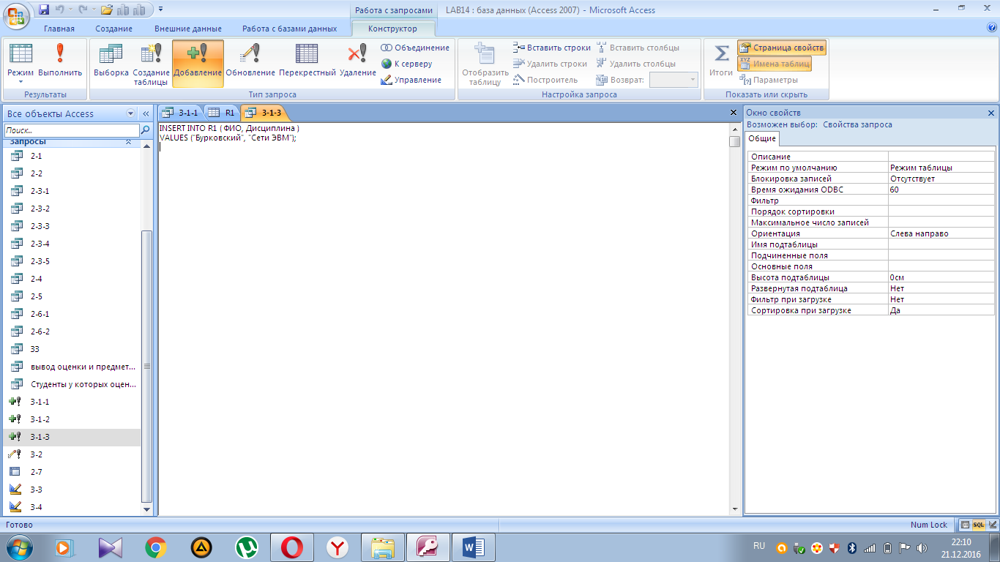 Работа с запросами
LAB14 : база данных (Access 2007) - Microsoft Access
Главная
Создание
Внешние данные
Работа с базами данных
Конструктор
Режим
Выполнить
Результаты
Выборка
Создание таблицы
Добавление
Обновление
Перекрестный
Удаление
Объединение
К серверу
Управление
Тип запроса
Отобразить таблицу
Вставить строки
Удалить строки
Построитель
Вставить столбцы
Удалить столбцы
Возврат:
Настройка запроса
Итоги
Страница свойств
Имена таблиц
Параметры
Показать или скрыть
Все объекты Access
Поиск...
Запросы
2-1
2-2
2-3-1
2-3-2
2-3-3
2-3-4
2-3-5
2-4
2-5
2-6-1
2-6-2
33
вывод оценки и предмет...
Студенты у которых оцен...
3-1-1
3-1-2
3-1-3
3-2
2-7
3-3
3-4
3-1-1
R1
3-1-3
INSERT INTO R1 ( ФИО, Дисциплина )
VALUES ("Бурковский", "Сети ЭВМ");
Окно свойств
Возможен выбор: Свойства запроса
Общие
Описание
Режим по умолчанию Режим таблицы
Блокировка записей Отсутствует
Время ожидания ODBC 60
Фильтр
Порядок сортировки
Максимальное число записей
Ориентация Слева направо
Имя подтаблицы
Подчиненные поля
Основные поля
Высота подтаблицы 0см
Развернутая подтаблица Нет
Фильтр при загрузке Нет
Сортировка при загрузке Да
Готово
Num Lock
SQL
RU
22:10
21.12.2016